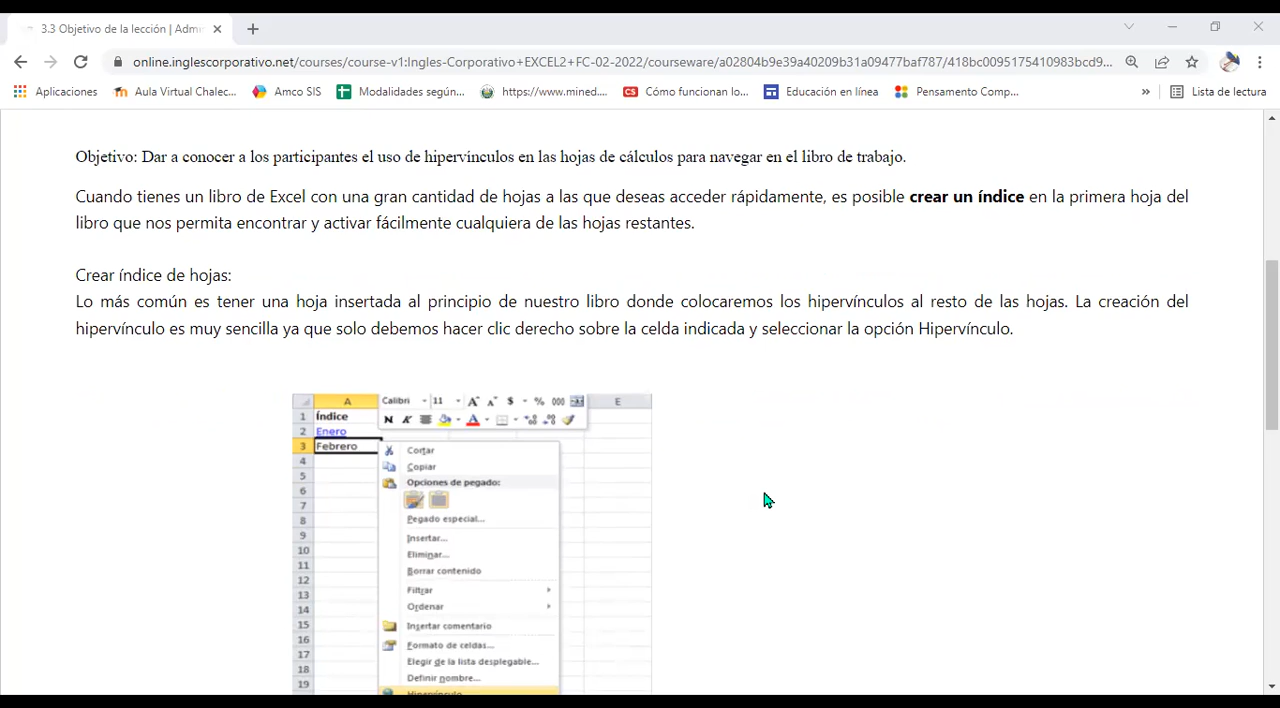 3.3 Objetivo de la lección | Admi
online.inglescorporativo.net/courses/course-v1:Ingles-Corporativo+EXCEL2+FC-02-2022/courseware/a02804b9e39a40209b31a09477baf787/418bc0095175410983bcd9...
Aplicaciones Aula Virtual Chalec... Amco SIS Modalidades según... https://www.mined... CS Cómo funcionan lo... Educación en línea Pensamento Comp... » Lista de lectura
Objetivo: Dar a conocer a los participantes el uso de hipervínculos en las hojas de cálculos para navegar en el libro de trabajo.
Cuando tienes un libro de Excel con una gran cantidad de hojas a las que deseas acceder rápidamente, es posible crear un índice en la primera hoja del
libro que nos permita encontrar y activar fácilmente cualquiera de las hojas restantes.
Crear índice de hojas:
Lo más común es tener una hoja insertada al principio de nuestro libro donde colocaremos los hipervínculos al resto de las hojas. La creación del
hipervínculo es muy sencilla ya que solo debemos hacer clic derecho sobre la celda indicada y seleccionar la opción Hipervínculo.
A Calibri 11 A A $ % 000 E
1 Índice N K A
2 Enero
3 Febrero
4 Cortar
Copiar
5 Opciones de pegado:
6
7
8 Pegado especial...
9 Insertar...
10 Eliminar...
11 Borrar contenido
12
13 Filtrar
14 Ordenar
15 Insertar comentario
16
17 Formato de celdas...
Elegir de la lista desplegable...
18 Definir nombre...
19 Hipervínculo